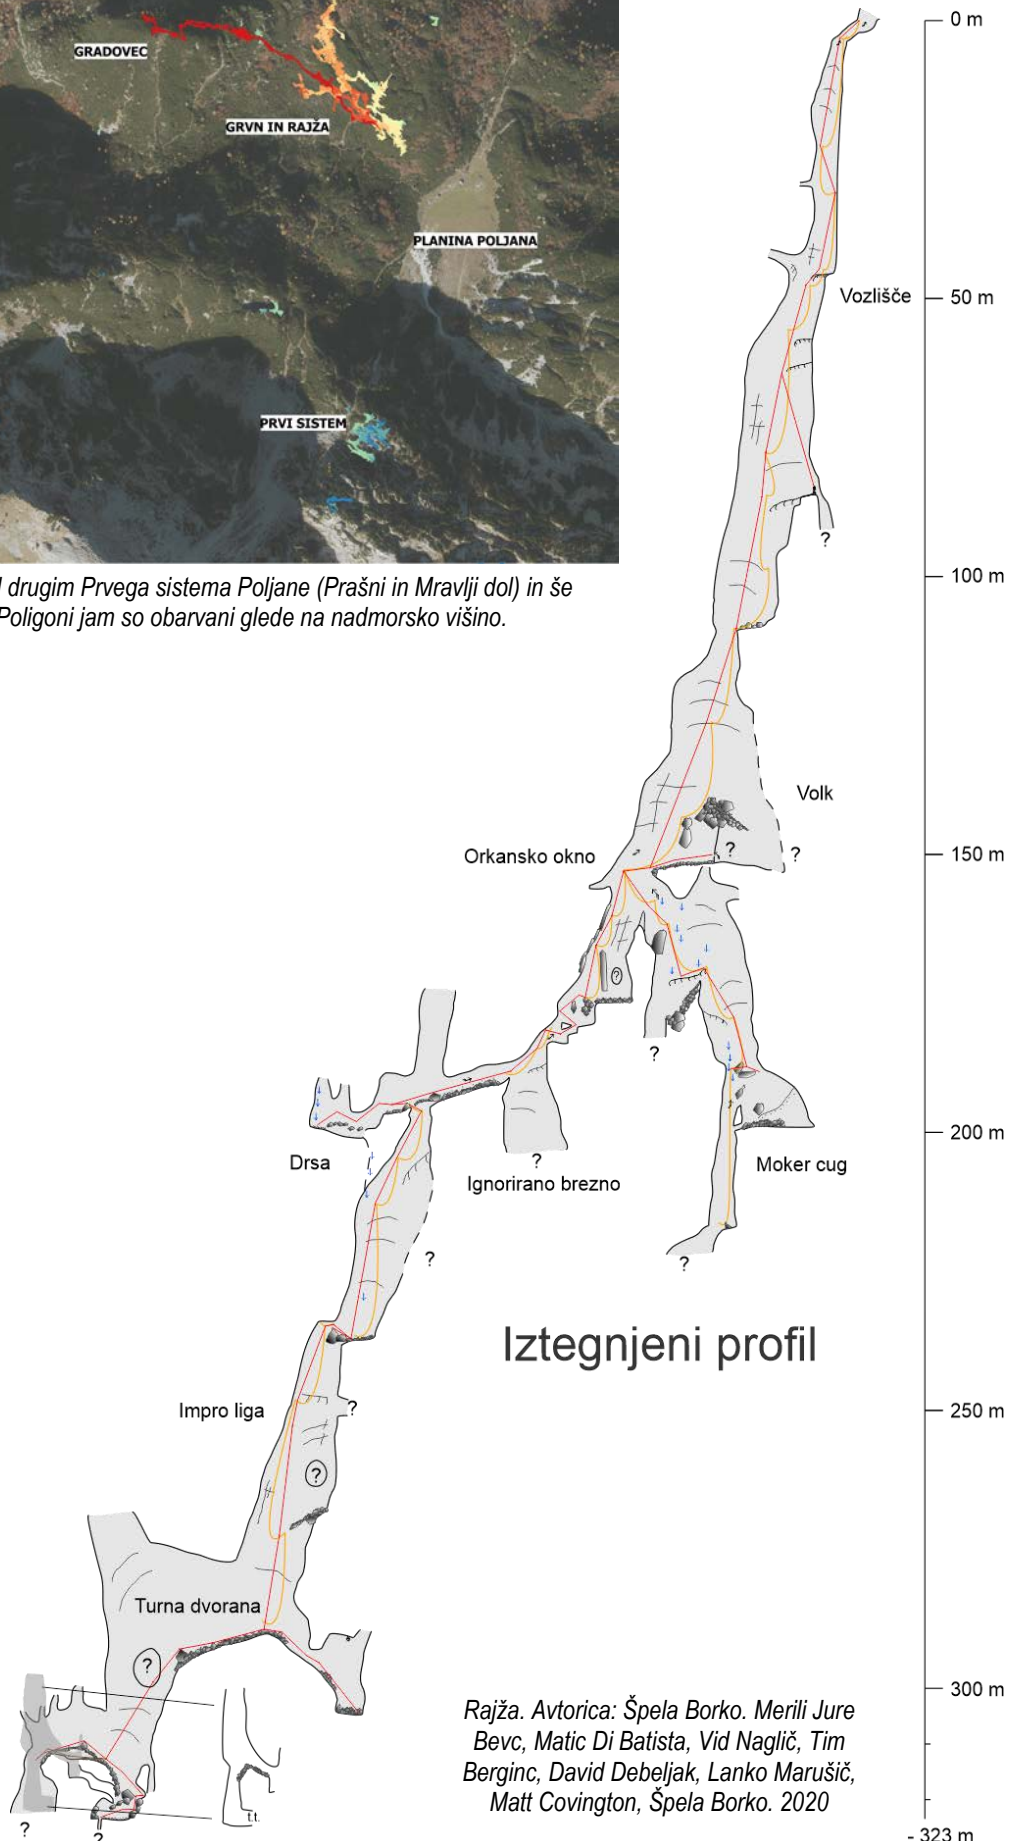 GRADOVEC
GRVN IN RAJŽA
PLANINA POLJANA
PRVI SISTEM
drugim Prvega sistema Poljane (Prašni in Mravlji dol) in še
Poligoni jam so obarvani glede na nadmorsko višino.
0 m
Vozlišče
50 m
?
100 m
Volk
Orkansko okno
?
?
150 m
?
?
Drsa
?
Ignorirano brezno
Moker cug
200 m
?
?
Iztegnjeni profil
Impro liga
?
250 m
?
Turna dvorana
?
300 m
Rajža. Avtorica: Špela Borko. Merili Jure
Bevc, Matic Di Batista, Vid Naglič, Tim
Berginc, David Debeljak, Lanko Marušič,
Matt Covington, Špela Borko. 2020
t.t.
?
?
- 323 m